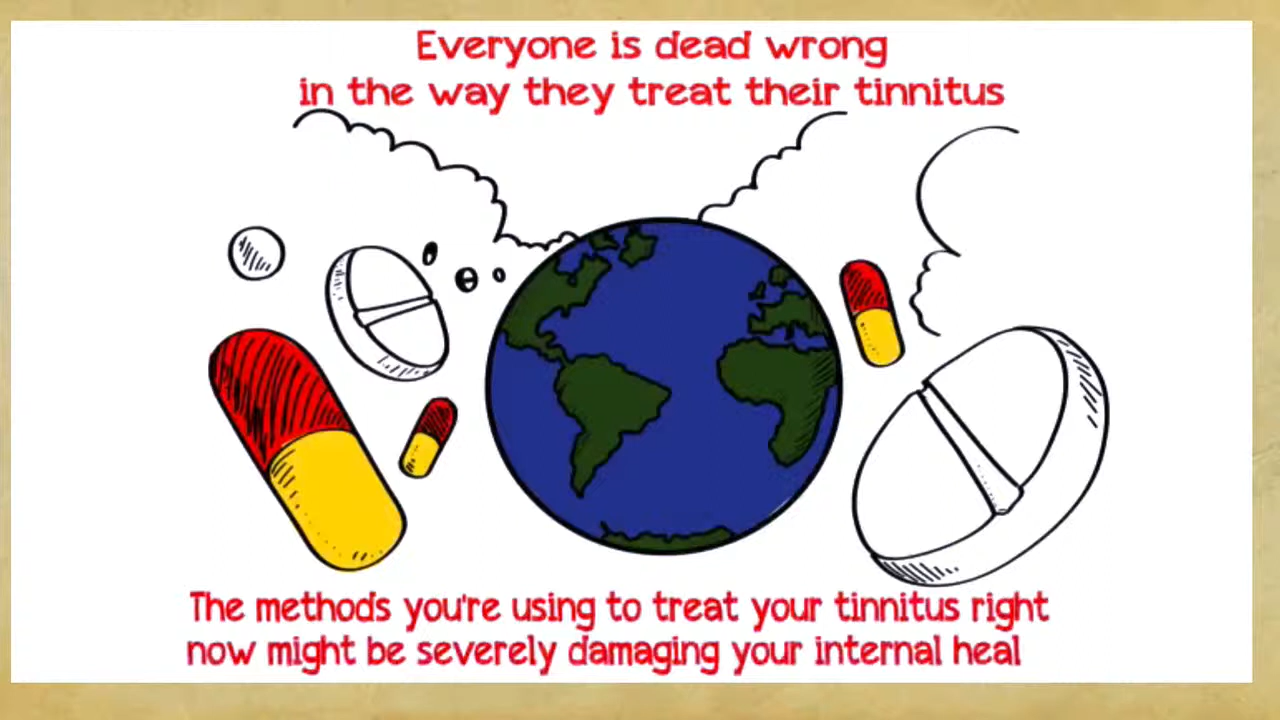 Everyone is dead wrong
in the way they treat their tinnitus
The methods you're using to treat your tinnitus right
now might be severely damaging your internal heal